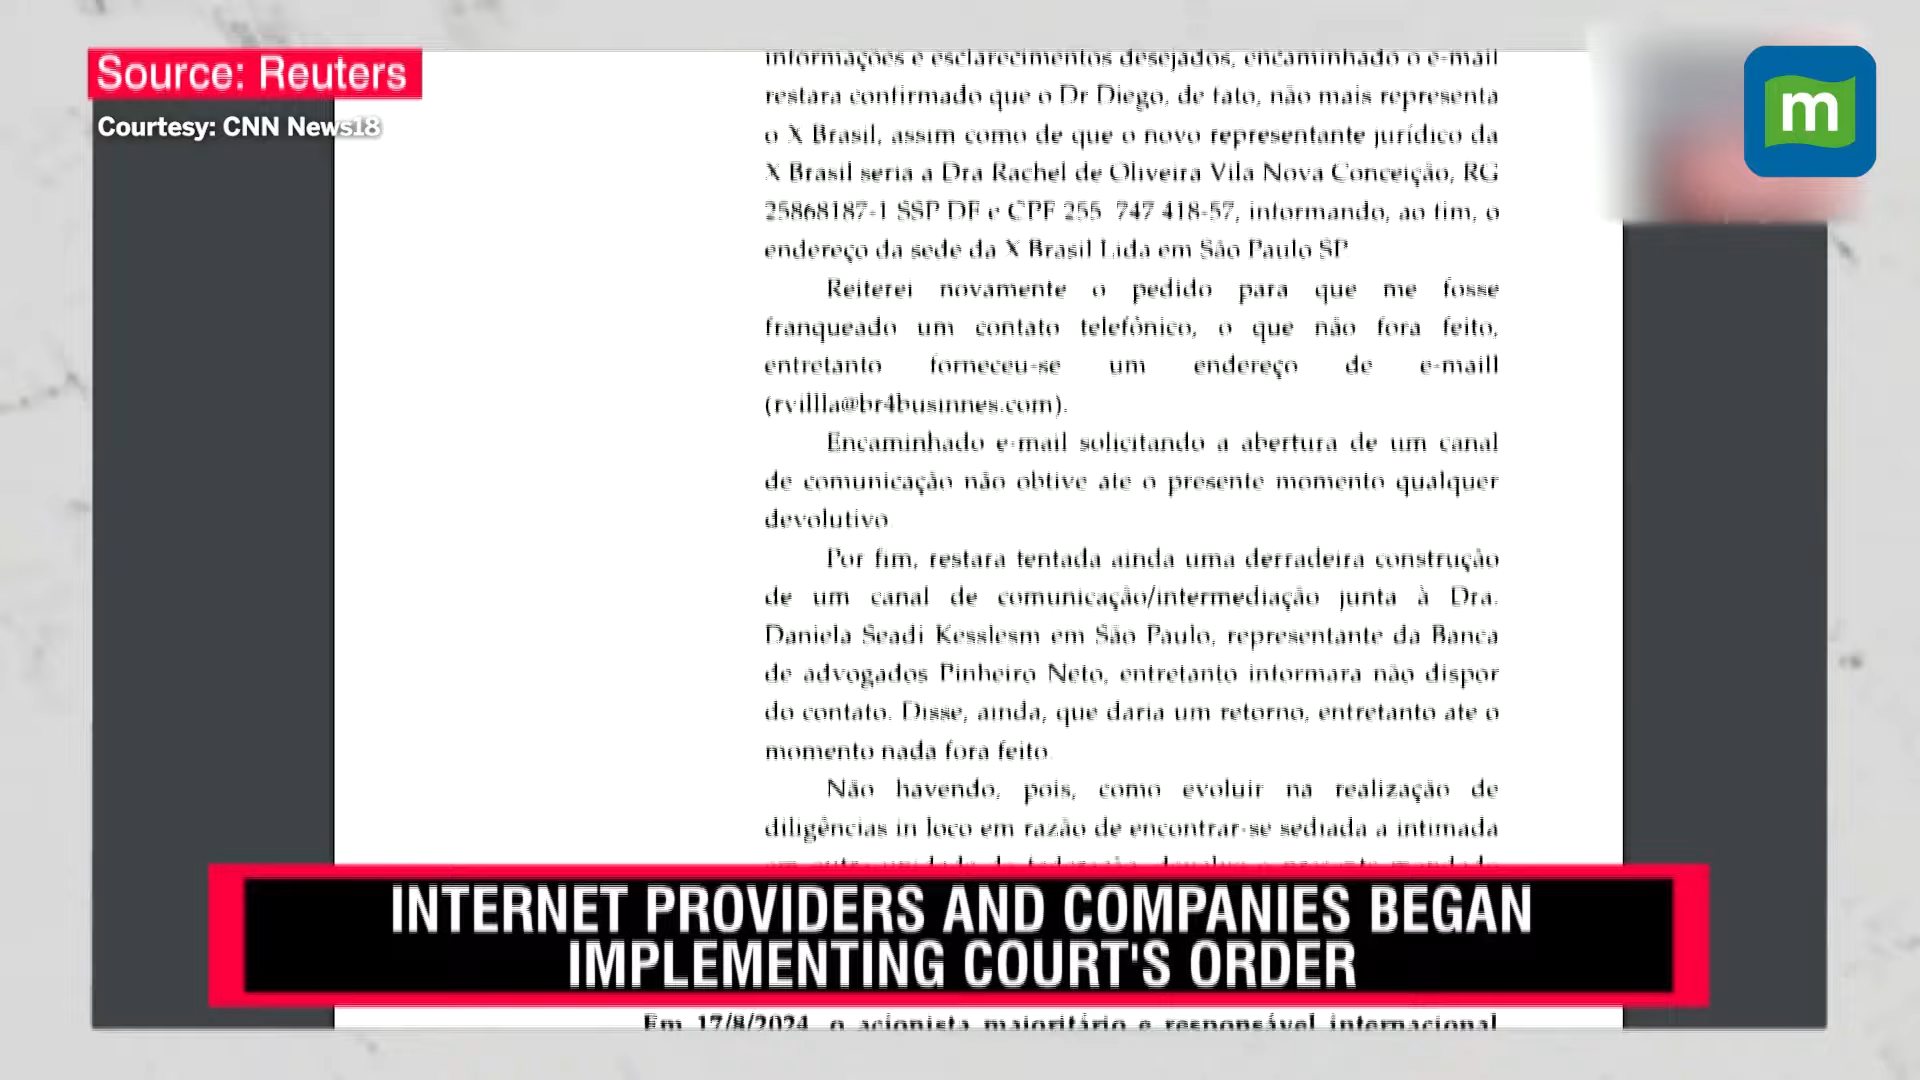 Source: Reuters
Courtesy: CNN News18
m
informações e esclarecimentos desejados, encaminhado o e-mail
restara confirmado que o Dr Diego, de fato, não mais representa
o X Brasil, assim como de que o novo representante jurídico da
X Brasil seria a Dra Rachel de Oliveira Vila Nova Conceição, RG
25868187-1 SSP DF e CPF 255 747 418-57, informando, ao fim, o
endereço da sede da X Brasil Lida em São Paulo SP
Reiterei novamente o pedido para que me fosse
franqueado um contato telefônico, o que não fora feito,
entretanto forneceu-se um endereço de e-maill
(rvillla@br4businnes.com).
Encaminhado e-mail solicitando a abertura de um canal
de comunicação não obtive ate o presente momento qualquer
devolutivo
Por fim, restara tentada ainda uma derradeira construção
de um canal de comunicação/intermediação junta à Dra.
Daniela Seadi Kesslesm em São Paulo, representante da Banca
de advogados Pinheiro Neto, entretanto informara não dispor
do contato. Disse, ainda, que daria um retorno, entretanto ate o
momento nada fora feito.
Não havendo, pois, como evoluir na realização de
diligências in loco em razão de encontrar-se sediada a intimada
INTERNET PROVIDERS AND COMPANIES BEGAN
IMPLEMENTING COURT'S ORDER
Em 17/8/2024, o acionista majoritário e responsável internacional